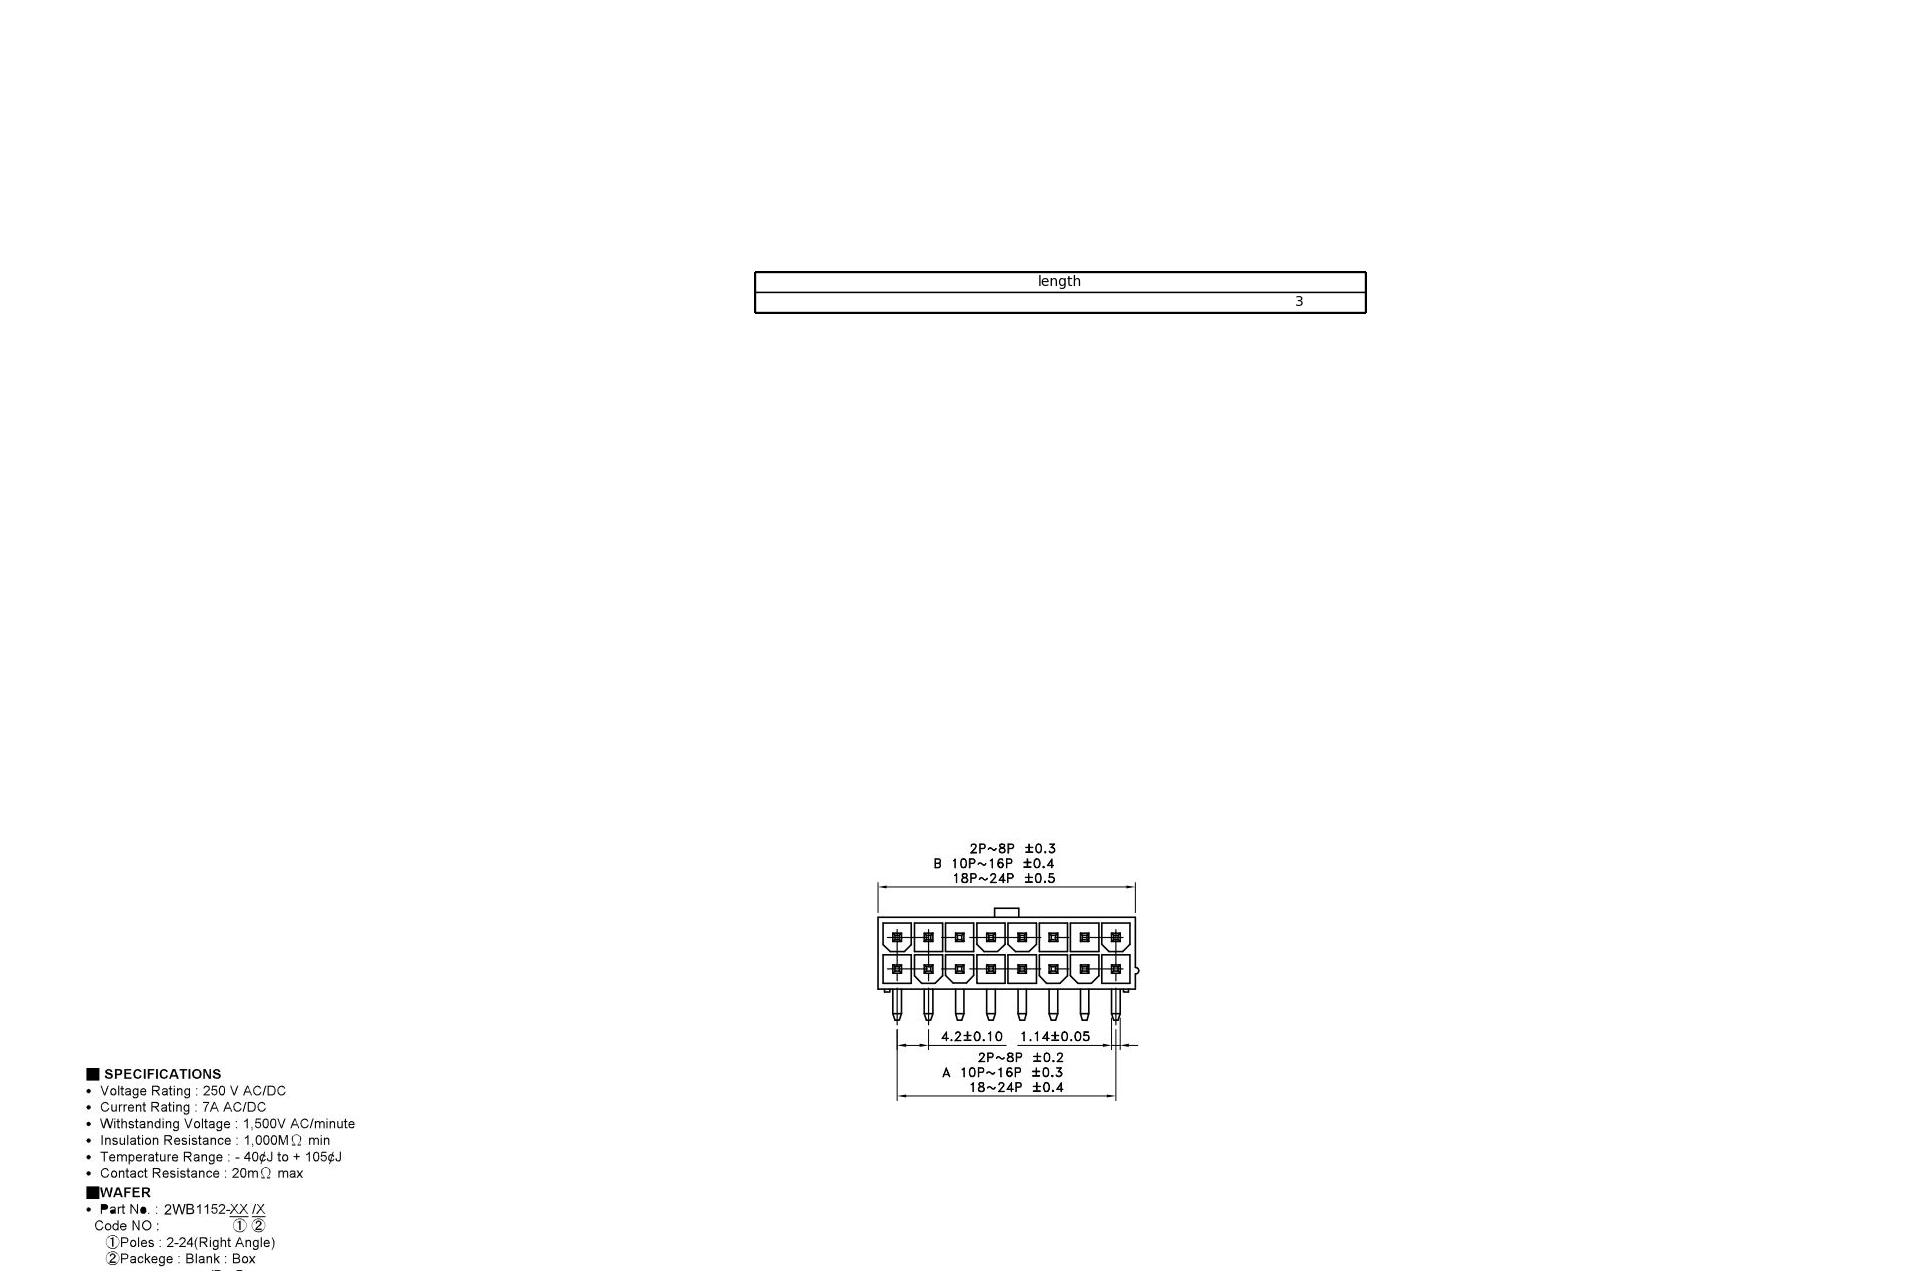 length
3
2P~8P ±0.3
B 10P~16P ±0.4
18P~24P ±0.5
4.2±0.10 1.14±0.05
2P~8P ±0.2
A 10P~16P ±0.3
18~24P ±0.4
■ SPECIFICATIONS
• Voltage Rating : 250 V AC/DC
• Current Rating : 7A AC/DC
• Withstanding Voltage : 1,500V AC/minute
• Insulation Resistance : 1,000MΩ min
• Temperature Range : - 40¢J to + 105¢J
• Contact Resistance : 20mΩ max
■WAFER
• Part No. : 2WB1152-XX /X
Code NO : ① ②
①Poles : 2-24(Right Angle)
②Packege : Blank : Box